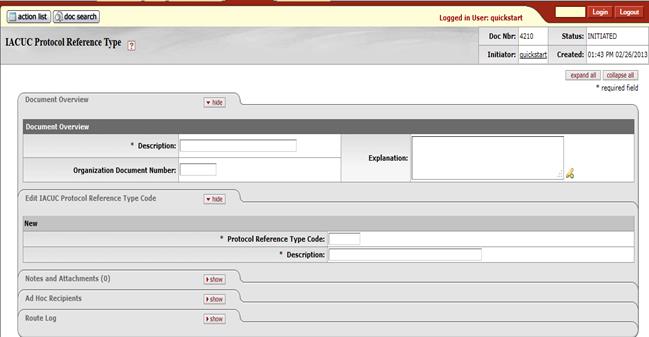 action list doc search
Logged in User: quickstart
Login Logout
IACUC Protocol Reference Type ?
Doc Nbr: 4210 Status: INITIATED
Initiator: quickstart Created: 01:43 PM 02/26/2013
expand all collapse all
* required field
Document Overview hide
Document Overview
* Description:
Explanation:
Organization Document Number:
Edit IACUC Protocol Reference Type Code hide
New
* Protocol Reference Type Code:
* Description:
Notes and Attachments (0) show
Ad Hoc Recipients show
Route Log show